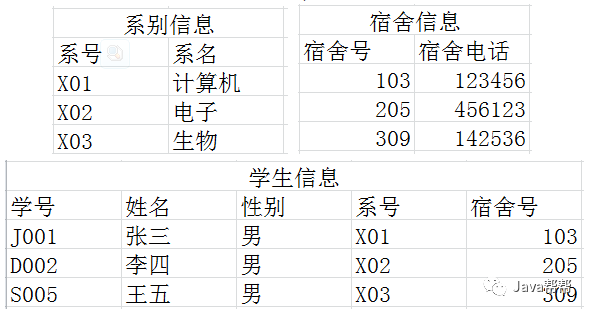 系别信息
系号 系名
X01 计算机
X02 电子
X03 生物
宿舍信息
宿舍号 宿舍电话
103 123456
205 456123
309 142536
学生信息
学号 姓名 性别 系号 宿舍号
J001 张三 男 X01 103
D002 李四 男 X02 205
S005 王五 男 X03 309
Java帮帮